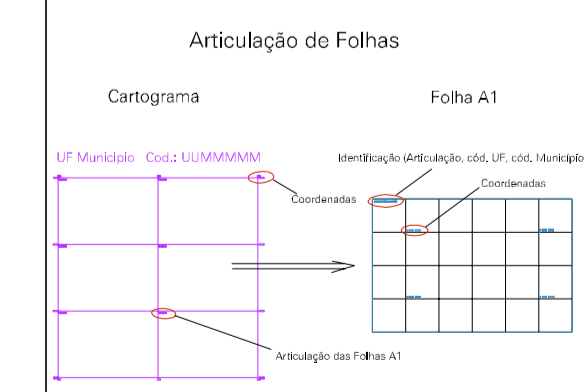 Articulação de Folhas
Cartograma
Folha A1
UF Municipio Cod.: UUMMMMM
Identificação (Articulação, cód. UF, cód. Município
Coordenadas
Coordenadas
Articulação das Folhas A1